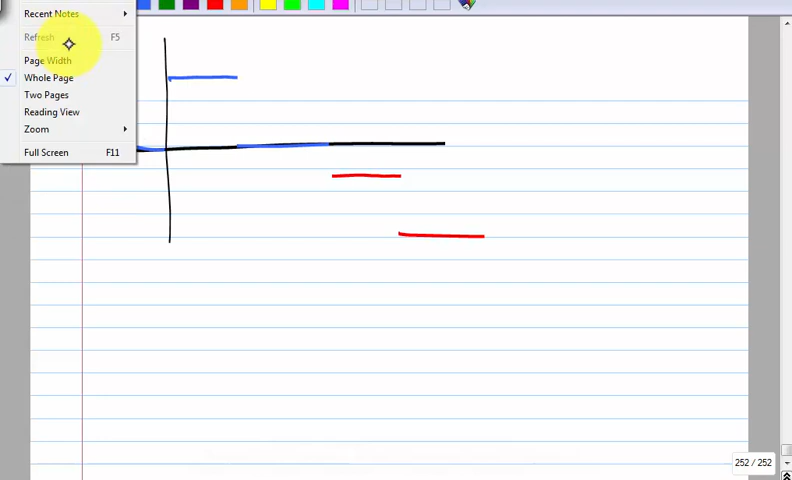 Recent Notes
Refresh F5
Page Width
Whole Page
Two Pages
Reading View
Zoom
Full Screen F11
252 / 252